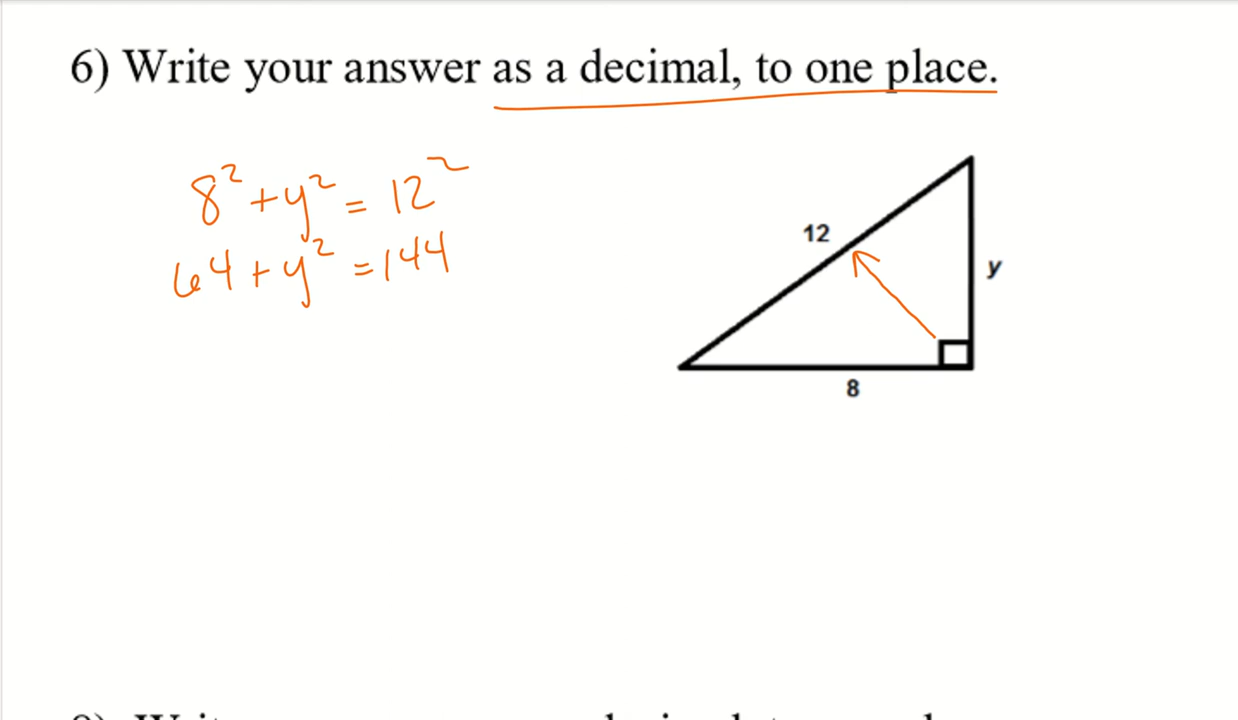 6) Write your answer as a decimal, to one place.
8² + y² = 12²
64 + y² = 144
12
y
8